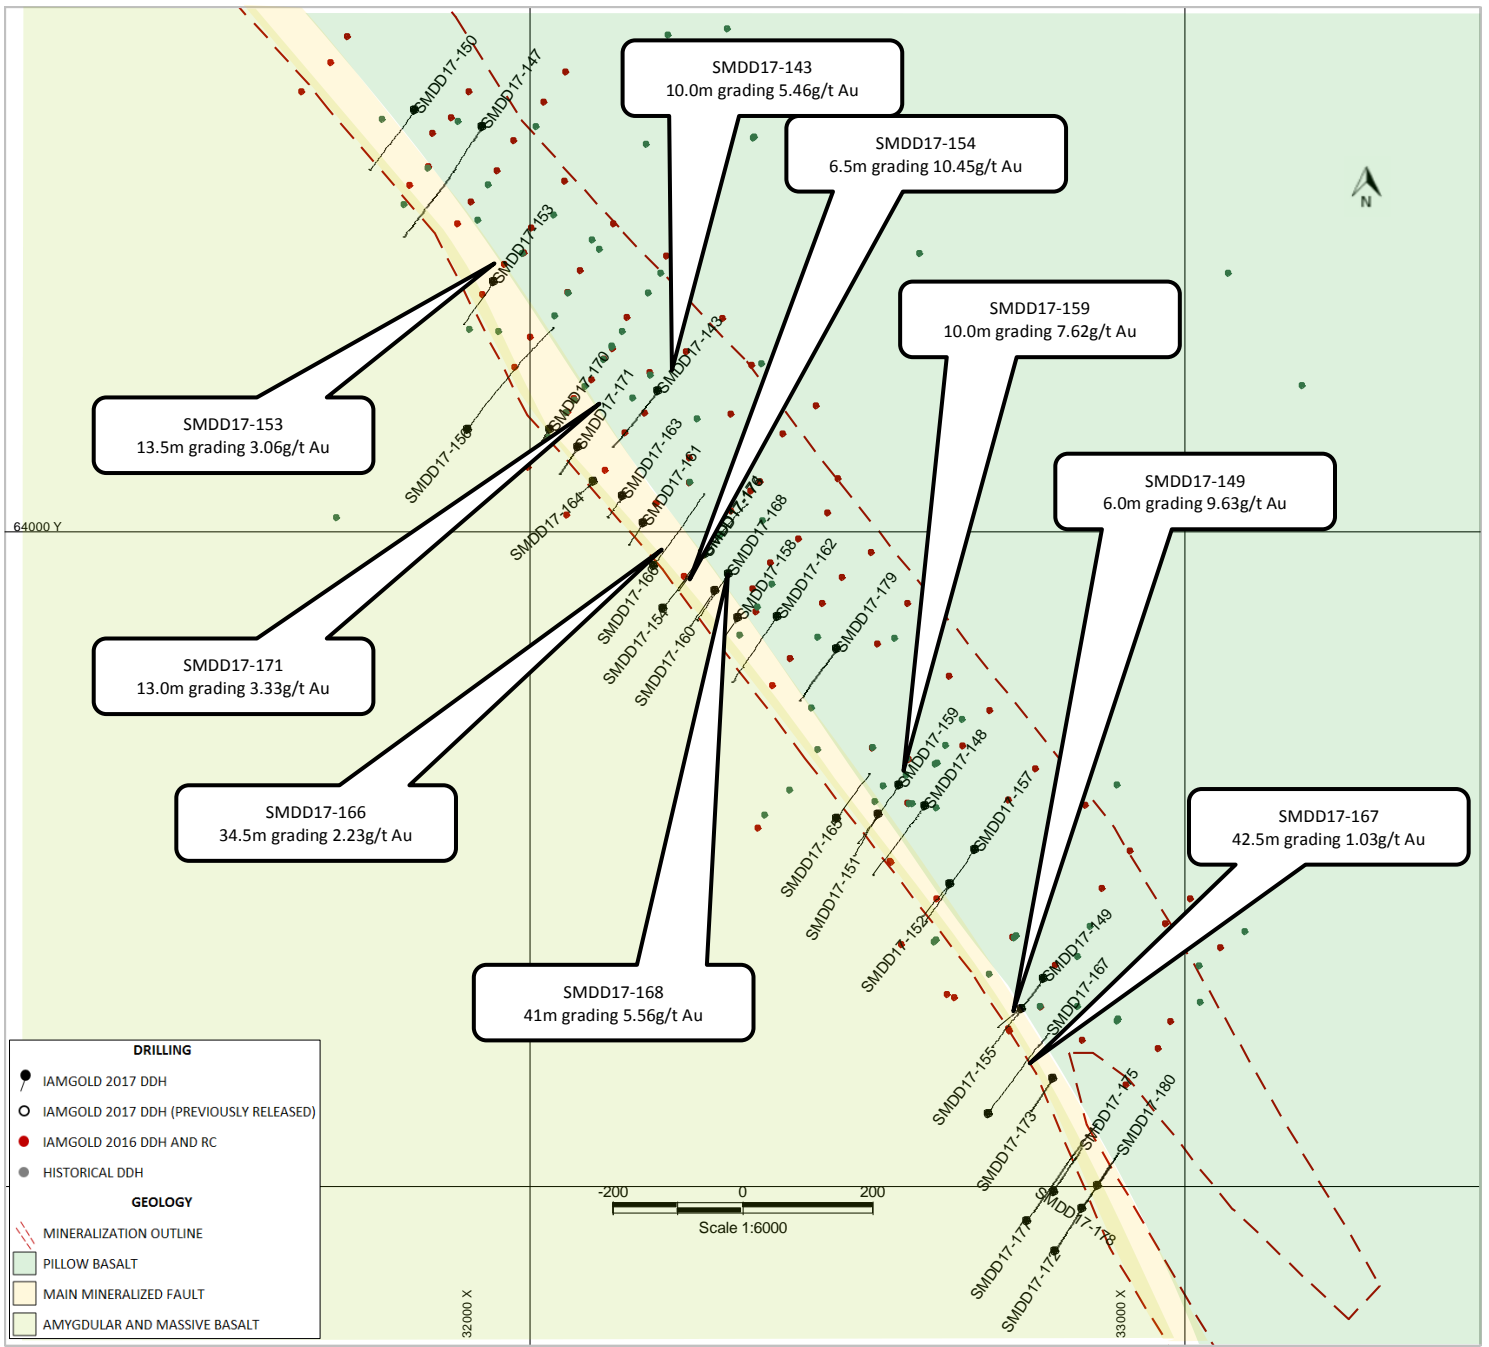 SMDD17-150
SMDD17-147
SMDD17-143
10.0m grading 5.46g/t Au
SMDD17-154
6.5m grading 10.45g/t Au
N
SMDD17-153
SMDD17-159
10.0m grading 7.62g/t Au
SMDD17-143
SMDD17-170
SMDD17-171
SMDD17-153
13.5m grading 3.06g/t Au
SMDD17-156
SMDD17-163
SMDD17-161
SMDD17-149
6.0m grading 9.63g/t Au
SMDD17-164
SMDD17-168
64000 Y
SMDD17-158
SMDD17-162
SMDD17-166
SMDD17-154
SMDD17-160
SMDD17-179
SMDD17-171
13.0m grading 3.33g/t Au
SMDD17-159
SMDD17-148
SMDD17-157
SMDD17-166
34.5m grading 2.23g/t Au
SMDD17-165
SMDD17-151
SMDD17-167
42.5m grading 1.03g/t Au
SMDD17-152
SMDD17-149
SMDD17-167
SMDD17-168
41m grading 5.56g/t Au
SMDD17-155
SMDD17-173
SMDD17-175
SMDD17-180
SMDD17-177
SMDD17-178
SMDD17-172
DRILLING
IAMGOLD 2017 DDH
IAMGOLD 2017 DDH (PREVIOUSLY RELEASED)
IAMGOLD 2016 DDH AND RC
HISTORICAL DDH
GEOLOGY
MINERALIZATION OUTLINE
PILLOW BASALT
MAIN MINERALIZED FAULT
AMYGDULAR AND MASSIVE BASALT
-200 0 200
Scale 1:6000
32000 X
33000 X